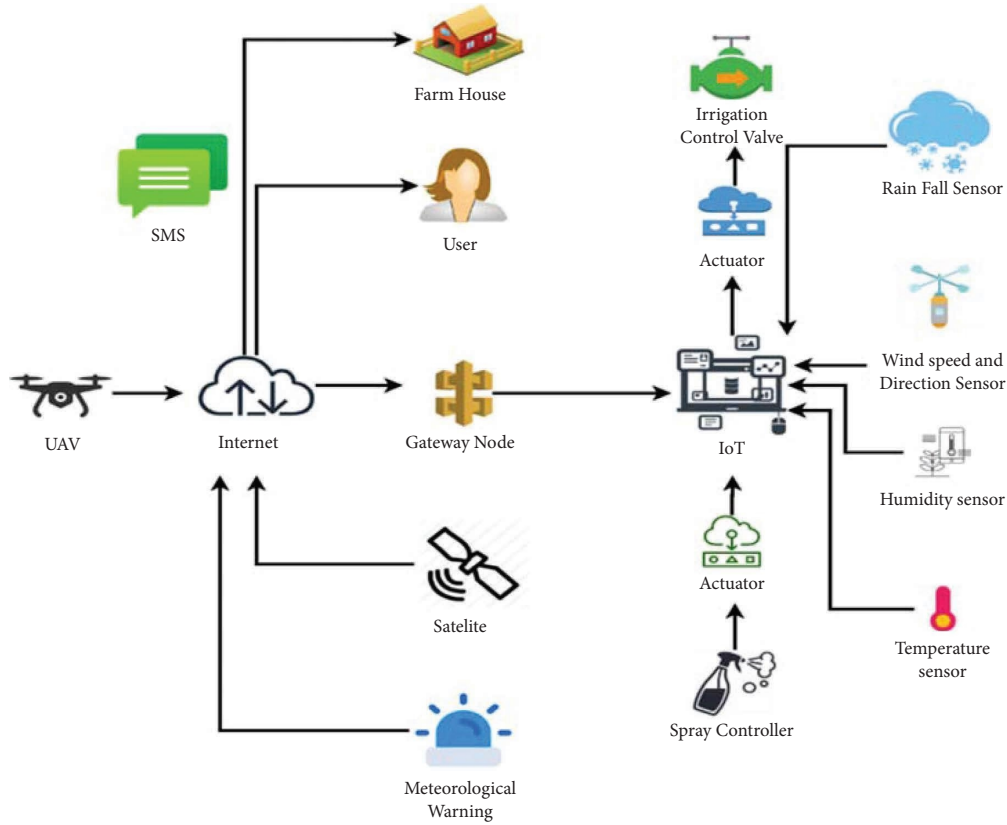 Farm House
SMS
User
UAV
Internet
Gateway Node
Satelite
Meteorological
Warning
Irrigation
Control Valve
Actuator
IoT
Actuator
Spray Controller
Rain Fall Sensor
Wind speed and
Direction Sensor
Humidity sensor
Temperature
sensor